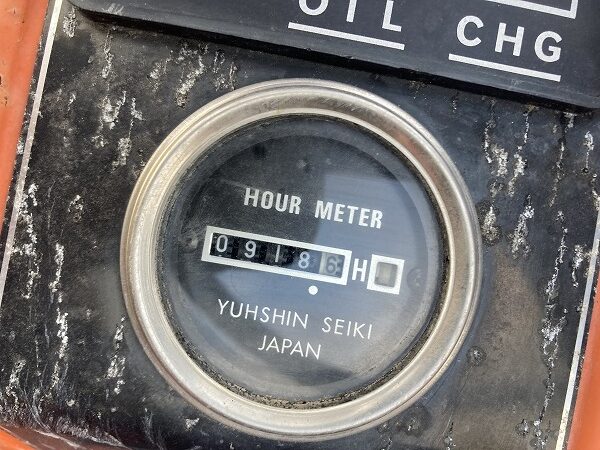 OIL CHG
HOUR METER
09186 H
YUHSHIN SEIKI
JAPAN